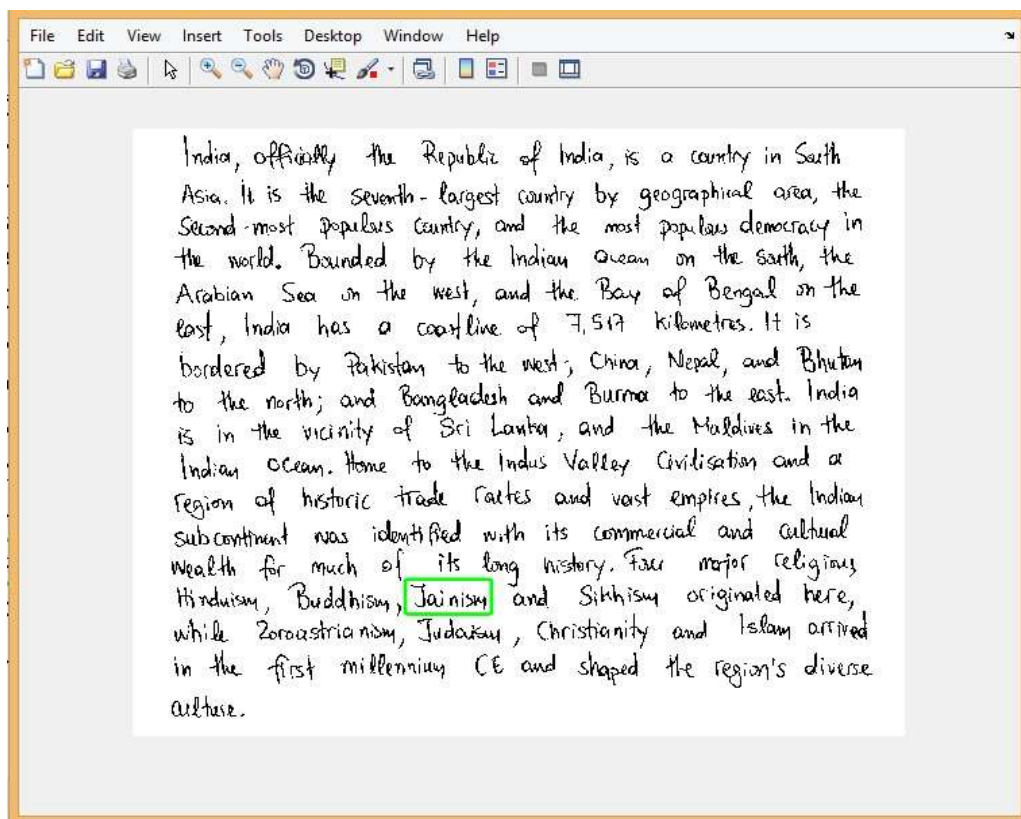 File Edit View Insert Tools Desktop Window Help
India, officially the Republic of India, is a country in South
Asia. It is the seventh-largest country by geographical area, the
Second-most populous Country, and the most populous democracy in
the world. Bounded by the Indian Ocean on the south, the
Arabian Sea on the west, and the Bay of Bengal on the
east, India has a coastline of 7,517 kilometres. It is
bordered by Pakistan to the west; China, Nepal, and Bhutan
to the north; and Bangladesh and Burma to the east. India
is in the vicinity of Sri Lanka, and the Maldives in the
Indian Ocean. Home to the Indus Valley Civilisation and a
region of historic trade routes and vast empires, the Indian
subcontinent was identified with its commercial and cultural
wealth for much of its long history. Four major religions,
Hinduism, Buddhism, Jainism and Sikhism originated here,
while Zoroastrianism, Judaism, Christianity and Islam arrived
in the first millennium CE and shaped the region's diverse
culture.